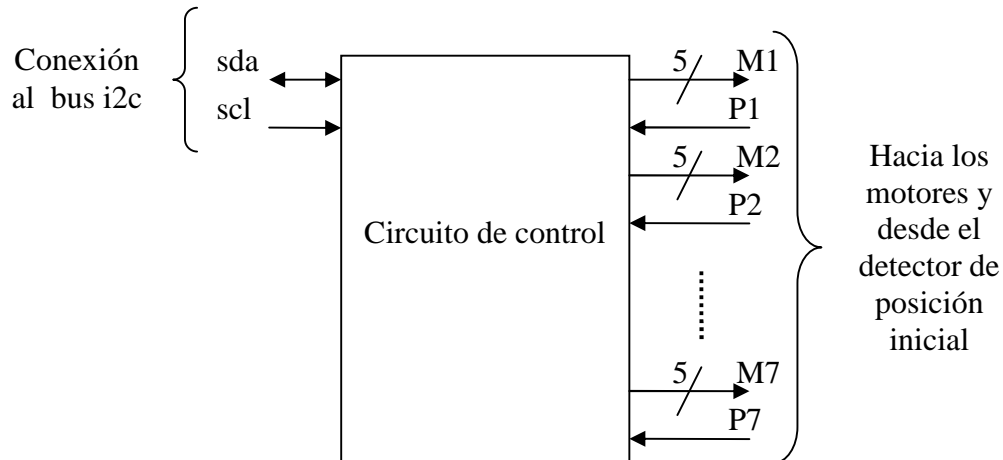 Conexión
al bus i2c
sda
scl
Circuito de control
5 M1
P1
5 M2
P2
5 M7
P7
Hacia los
motores y
desde el
detector de
posición
inicial